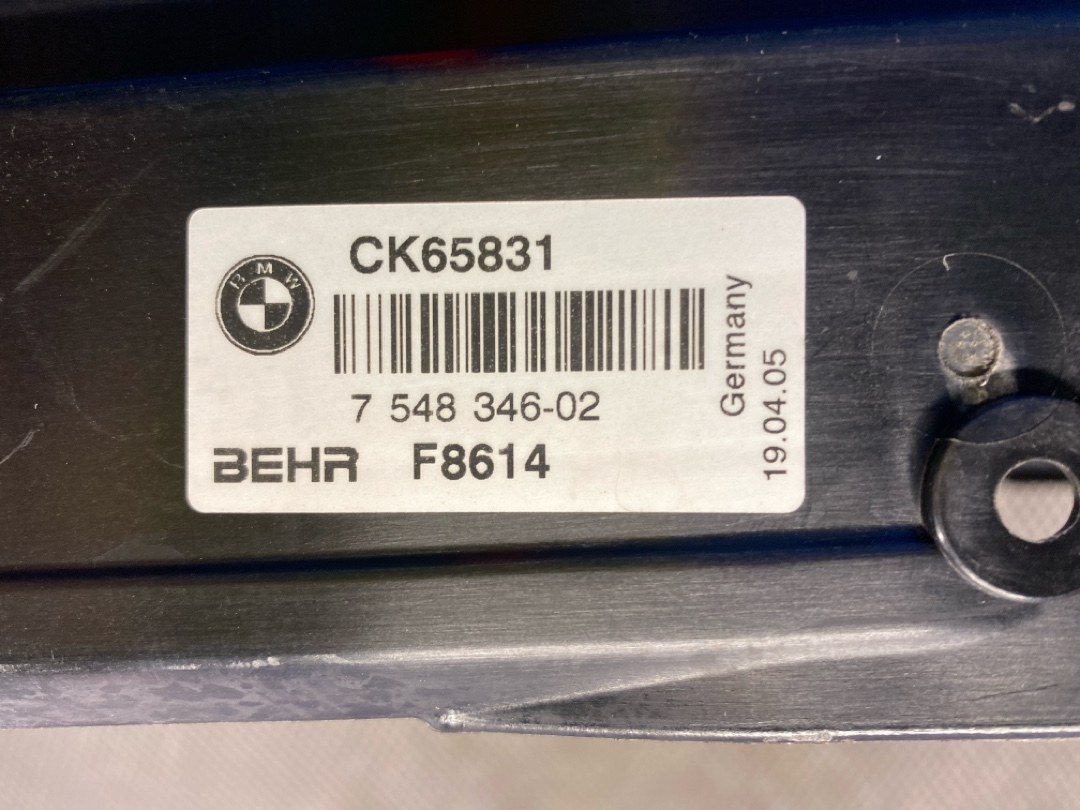 CK65831
BMW
7 548 346-02
BEHR F8614
Germany
19.04.05